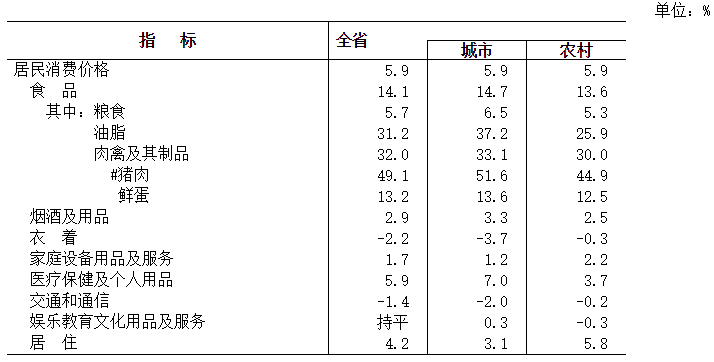 单位：%
指 标 全省
城市 农村
居民消费价格 5.9 5.9 5.9
食 品 14.1 14.7 13.6
其中：粮食 5.7 6.5 5.3
油脂 31.2 37.2 25.9
肉禽及其制品 32.0 33.1 30.0
#猪肉 49.1 51.6 44.9
鲜蛋 13.2 13.6 12.5
烟酒及用品 2.9 3.3 2.5
衣 着 -2.2 -3.7 -0.3
家庭设备用品及服务 1.7 1.2 2.2
医疗保健及个人用品 5.9 7.0 3.7
交通和通信 -1.4 -2.0 -0.2
娱乐教育文化用品及服务 持平 0.3 -0.3
居 住 4.2 3.1 5.8